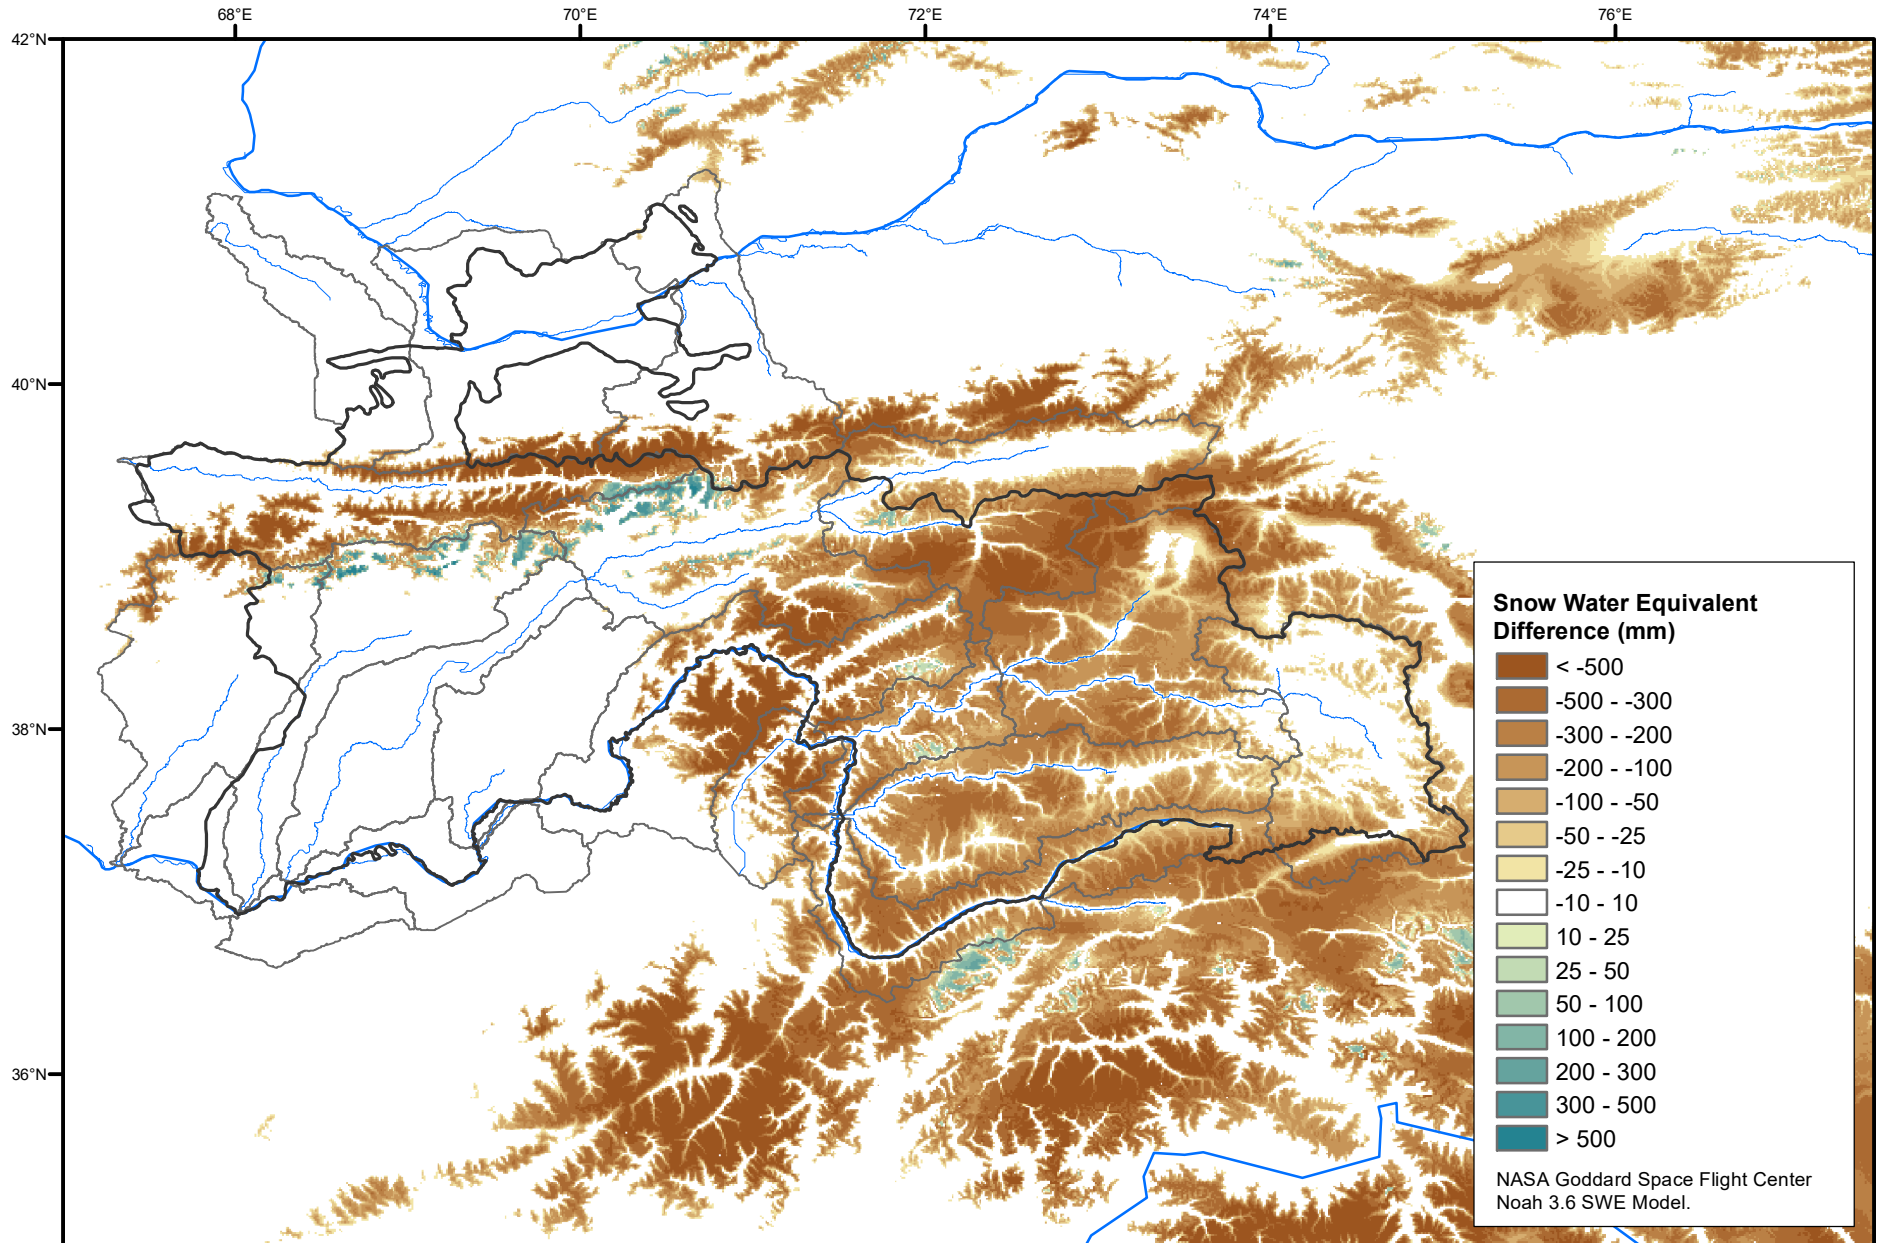 68°E
70°E
72°E
74°E
76°E
42°N
40°N
38°N
36°N
Snow Water Equivalent
Difference (mm)
< -500
-500 - -300
-300 - -200
-200 - -100
-100 - -50
-50 - -25
-25 - -10
-10 - 10
10 - 25
25 - 50
50 - 100
100 - 200
200 - 300
300 - 500
> 500
NASA Goddard Space Flight Center
Noah 3.6 SWE Model.